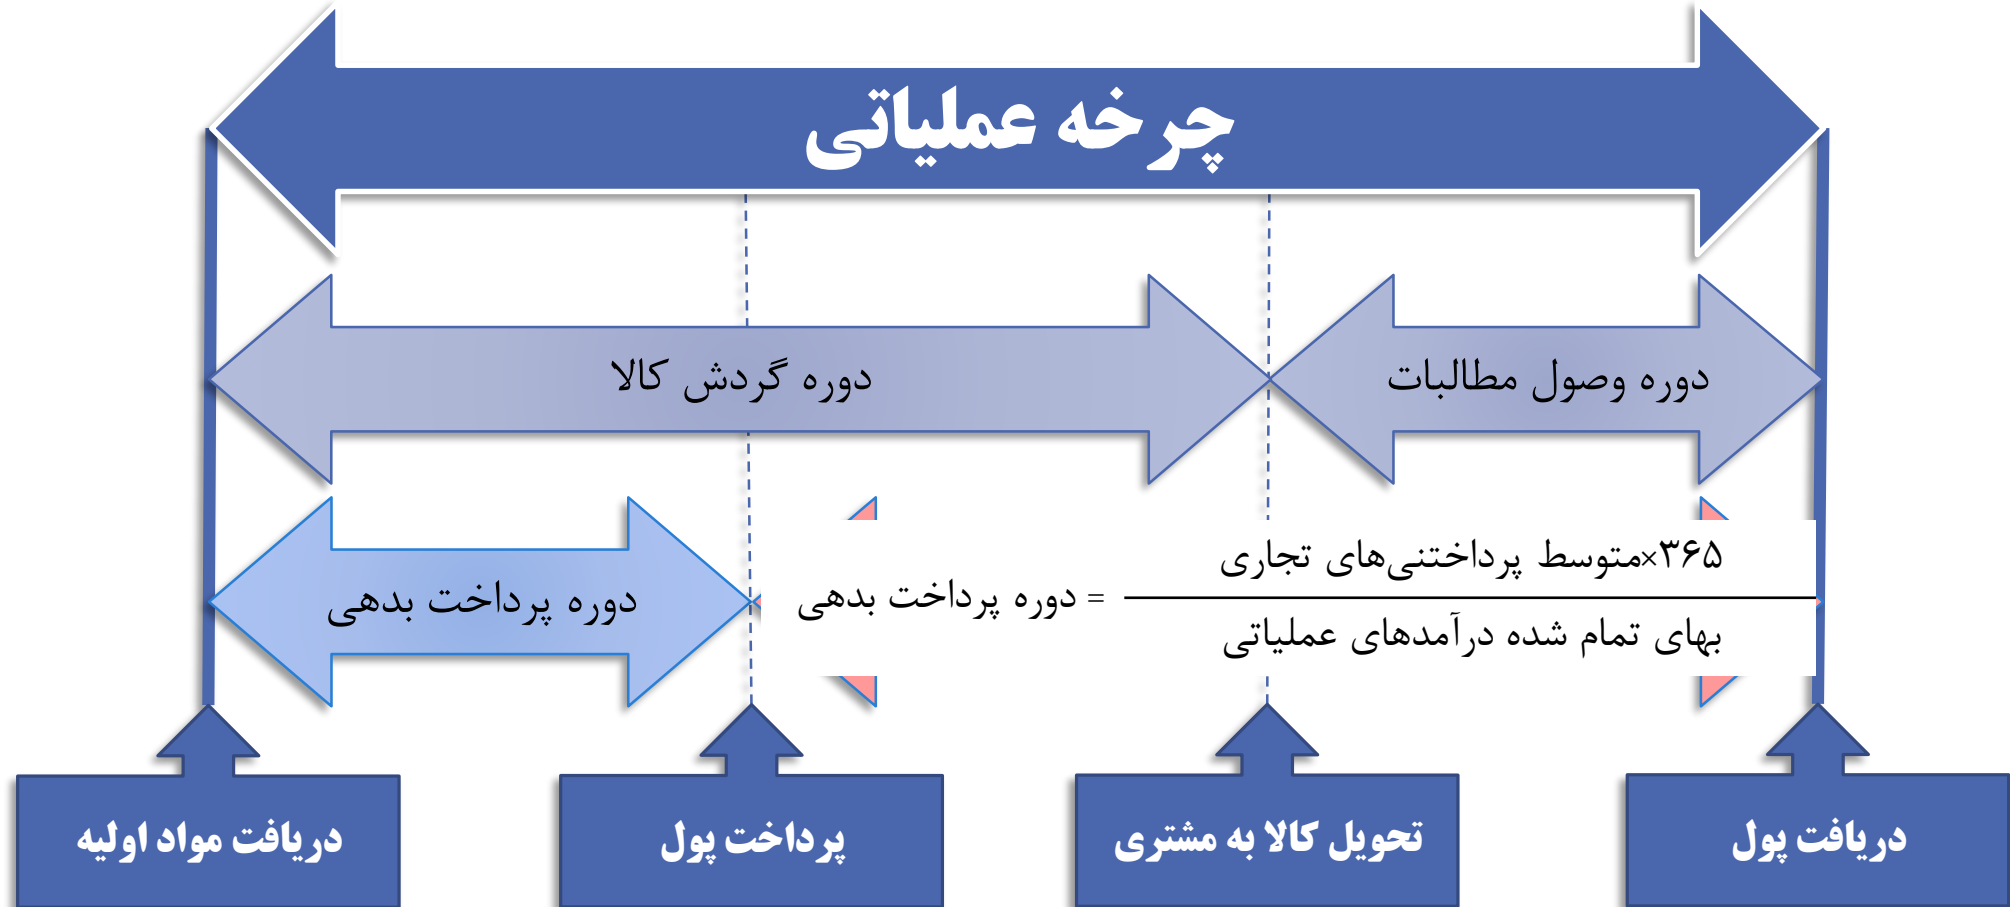 چرخه عملیاتی
دوره گردش کالا
دوره وصول مطالبات
دوره پرداخت بدهی
دوره پرداخت بدهی =
۳۶۵×متوسط پرداختنی‌های تجاری
بهای تمام شده درآمدهای عملیاتی
دریافت مواد اولیه
پرداخت پول
تحویل کالا به مشتری
دریافت پول